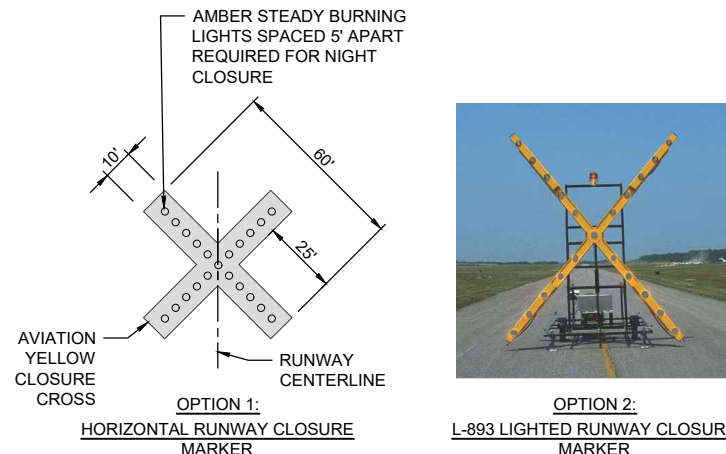 AMBER STEADY BURNING
LIGHTS SPACED 5' APART
REQUIRED FOR NIGHT
CLOSURE
10'
60'
25'
AVIATION
YELLOW
CLOSURE
CROSS
RUNWAY
CENTERLINE
OPTION 1:
HORIZONTAL RUNWAY CLOSURE
MARKER
OPTION 2:
L-893 LIGHTED RUNWAY CLOSUR
MARKER